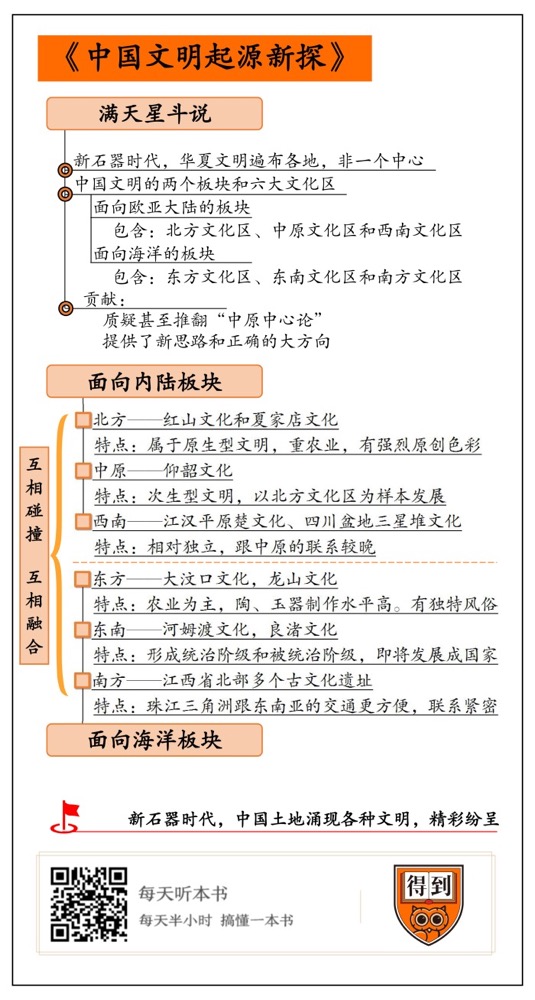 《中国文明起源新探》
满天星斗说
新石器时代，华夏文明遍布各地，非一个中心
中国文明的两个板块和六大文化区
面向欧亚大陆的板块
包含：北方文化区、中原文化区和西南文化区
面向海洋的板块
包含：东方文化区、东南文化区和南方文化区
贡献：
质疑甚至推翻“中原中心论”
提供了新思路和正确的大方向
面向内陆板块
互相碰撞 互相融合
北方——红山文化和夏家店文化
特点：属于原生型文明，重农业，有强烈原创色彩
中原——仰韶文化
特点：次生型文明，以北方文化区为样本发展
西南——江汉平原楚文化、四川盆地三星堆文化
特点：相对独立，跟中原的联系较晚
东方——大汶口文化，龙山文化
特点：农业为主，陶、玉器制作水平高。有独特风俗
东南——河姆渡文化，良渚文化
特点：形成统治阶级和被统治阶级，即将发展成国家
南方——江西省北部多个古文化遗址
特点：珠江三角洲跟东南亚的交通更方便，联系紧密
面向海洋板块
新石器时代，中国土地涌现各种文明，精彩纷呈
每天听本书
每天半小时 搞懂一本书
得到